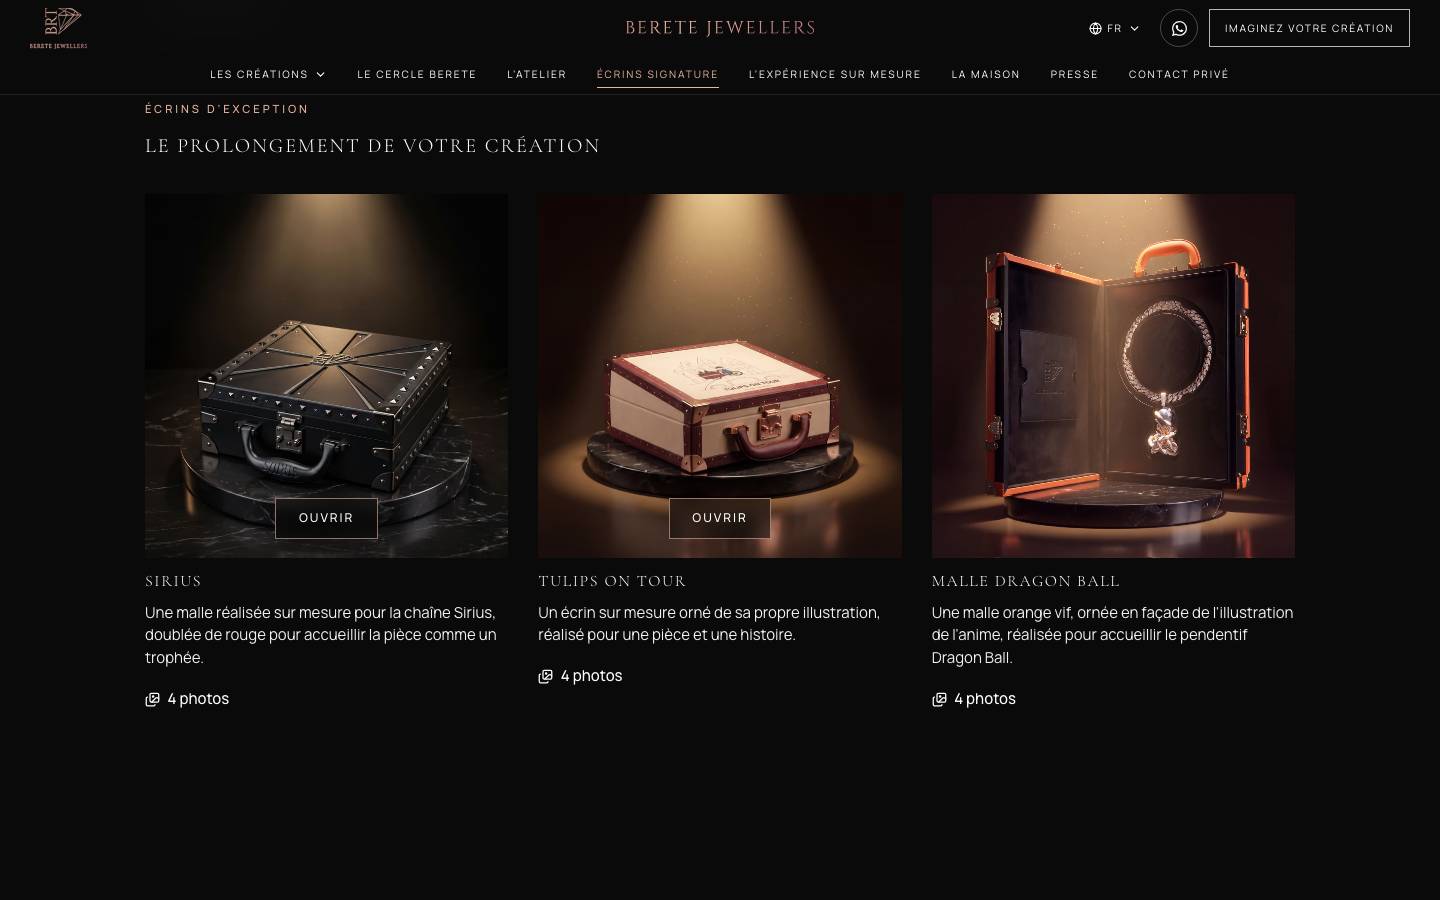 BRT
BERETE JEWELLERS
BERETE JEWELLERS
FR
IMAGINEZ VOTRE CRÉATION
LES CRÉATIONS
LE CERCLE BERETE
L'ATELIER
ÉCRINS SIGNATURE
L'EXPÉRIENCE SUR MESURE
LA MAISON
PRESSE
CONTACT PRIVÉ
ÉCRINS D'EXCEPTION
LE PROLONGEMENT DE VOTRE CRÉATION
OUVRIR
TULIPS ON TOUR
OUVRIR
SIRIUS
Une malle réalisée sur mesure pour la chaîne Sirius,
doublée de rouge pour accueillir la pièce comme un
trophée.
4 photos
TULIPS ON TOUR
Un écrin sur mesure orné de sa propre illustration,
réalisé pour une pièce et une histoire.
4 photos
MALLE DRAGON BALL
Une malle orange vif, ornée en façade de l'illustration
de l'anime, réalisée pour accueillir le pendentif
Dragon Ball.
4 photos